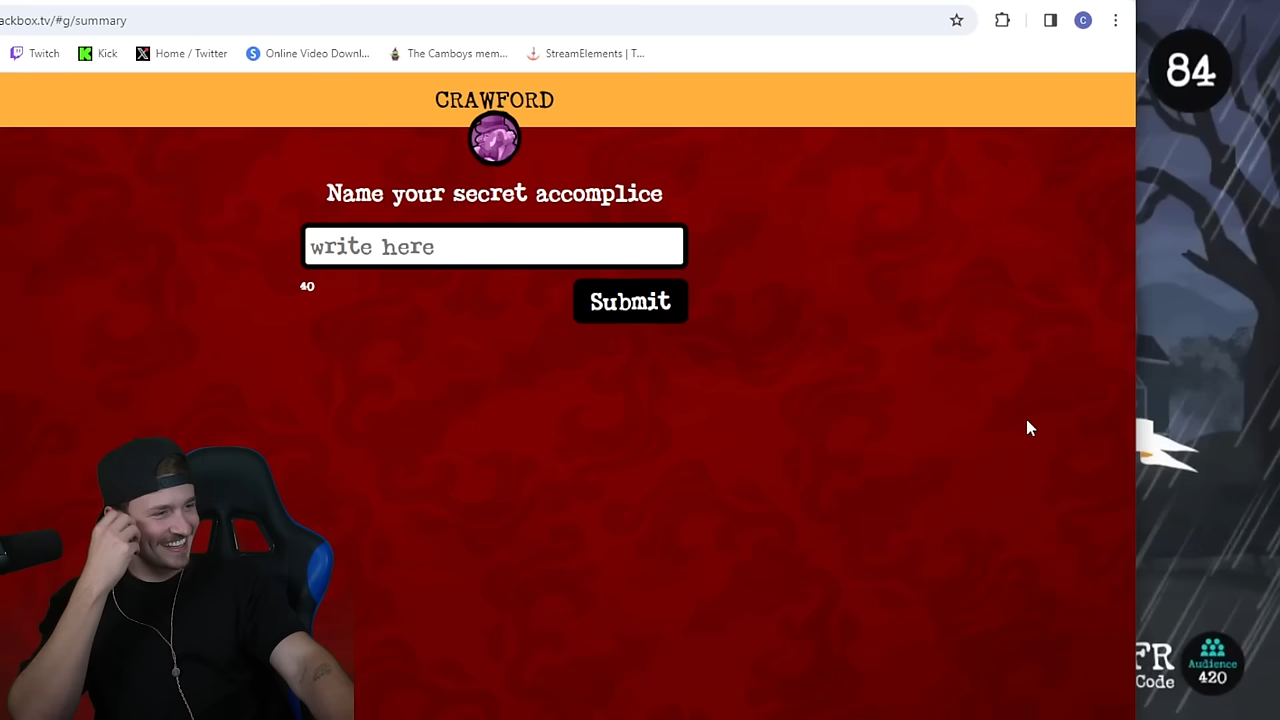 ackbox.tv/#g/summary
Twitch
Kick
Home / Twitter
Online Video Downl...
The Camboys mem...
StreamElements | T...
C
84
CRAWFORD
Name your secret accomplice
write here
40
Submit
FR
Code
Audience
420